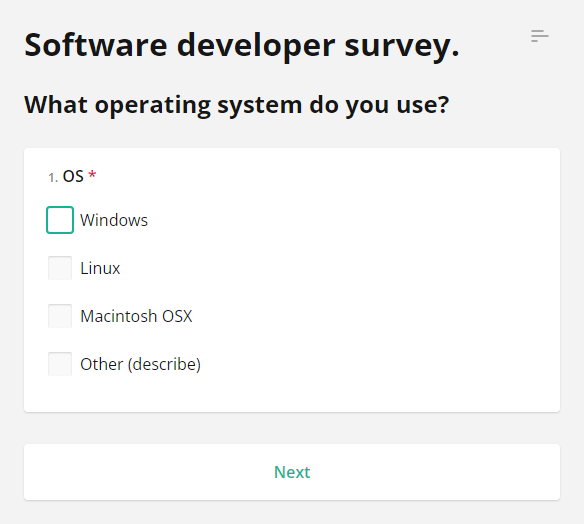 Software developer survey.
What operating system do you use?
1. OS *
Windows
Linux
Macintosh OSX
Other (describe)
Next